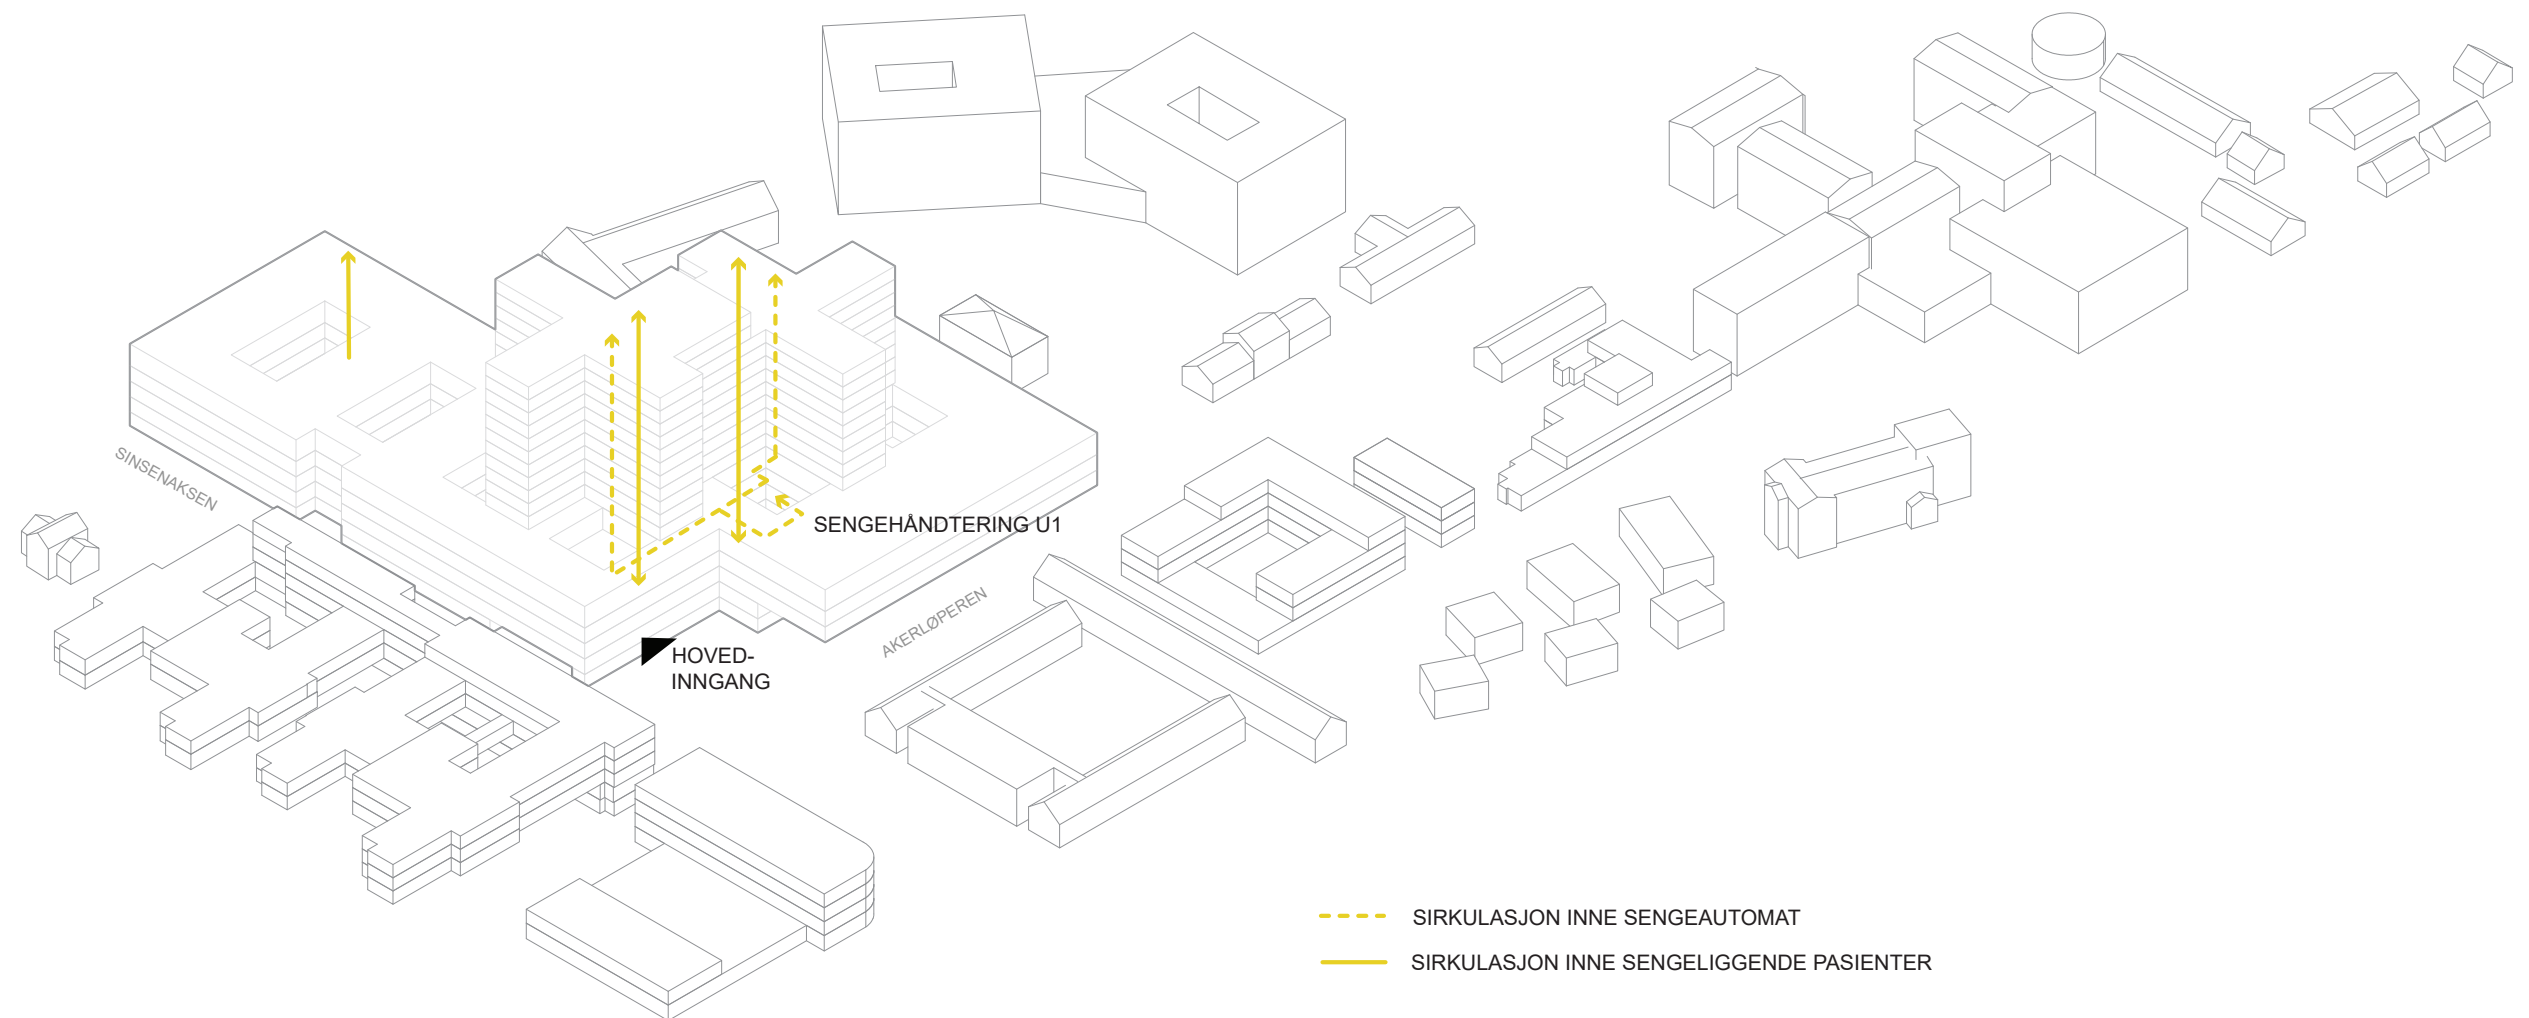 SINSENAKSEN
SENGEHÅNDTERING U1
AKERLØPEREN
HOVED-
INNGANG
SIRKULASJON INNE SENGEAUTOMAT
SIRKULASJON INNE SENGELIGGENDE PASIENTER